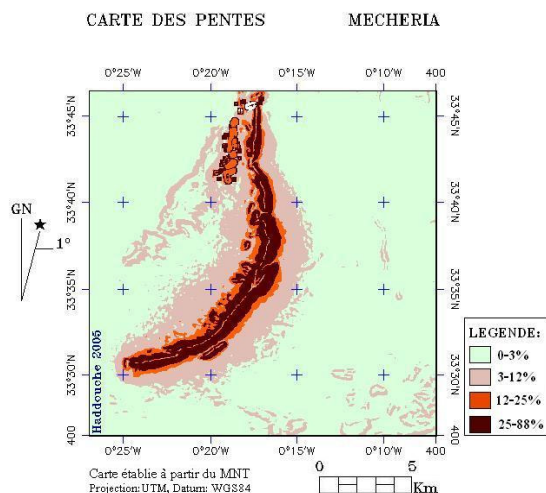 CARTE DES PENTES MECHERIA
0°25'W 0°20'W 0°15'W 0°10'W 400
33°45'N 33°45'N
33°40'N 33°40'N
GN
1°
33°35'N 33°35'N
LEGENDE:
0-3%
3-12%
12-25%
25-88%
33°30'N 33°30'N
Haddouche 2005
400 400
0°25'W 0°20'W 0°15'W 0°10'W 400
Carte établie à partir du MNT
Projection: UTM, Datum: WGS84
0 5
Km